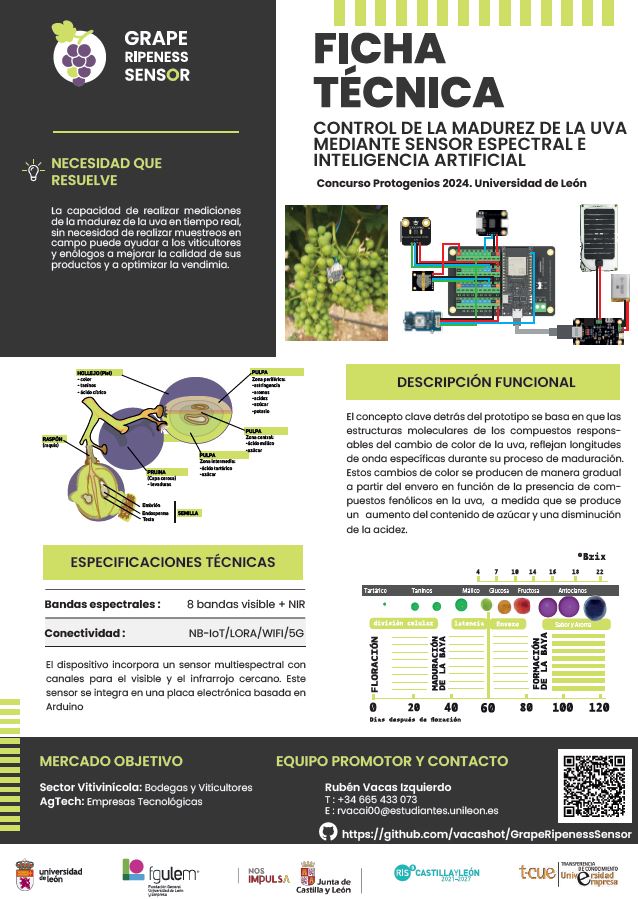 GRAPE
RIPENESS
SENSOR
FICHA
TÉCNICA
CONTROL DE LA MADUREZ DE LA UVA
MEDIANTE SENSOR ESPECTRAL E
INTELIGENCIA ARTIFICIAL
Concurso Protogenios 2024. Universidad de León
NECESIDAD QUE
RESUELVE
La capacidad de realizar mediciones
de la madurez de la uva en tiempo real,
sin necesidad de realizar muestreos en
campo puede ayudar a los viticultores
y enólogos a mejorar la calidad de sus
productos y a optimizar la vendimia.
HOLLEJO (Piel)
- color
- taninos
- ácido cítrico
PULPA
Zona periférica:
-astringencia
-aromas
-acidez
-azúcar
-potasio
PULPA
Zona central:
-ácido málico
-azúcar
PULPA
Zona intermedia:
-ácido tartárico
-azúcar
RASPÓN
(raquis)
PRUINA
(Capa cerosa)
- levaduras
Embrión
Endosperma
Testa
SEMILLA
DESCRIPCIÓN FUNCIONAL
El concepto clave detrás del prototipo se basa en que las
estructuras moleculares de los compuestos respons-
ables del cambio de color de la uva, reflejan longitudes
de onda específicas durante su proceso de maduración.
Estos cambios de color se producen de manera gradual
a partir del envero en función de la presencia de com-
puestos fenólicos en la uva, a medida que se produce
un aumento del contenido de azúcar y una disminución
de la acidez.
ESPECIFICACIONES TÉCNICAS
Bandas espectrales : 8 bandas visible + NIR
Conectividad : NB-IoT/LORA/WIFI/5G
El dispositivo incorpora un sensor multiespectral con
canales para el visible y el infrarrojo cercano. Este
sensor se integra en una placa electrónica basada en
Arduino
°Brix
4 7 10 14 16 18 22
Tartárico Taninos Málico Glucosa Fructosa Antocianos
división celular latencia Envero Sabor y Aroma
FLORACIÓN
MADURACIÓN
DE LA BAYA
FORMACIÓN
DE LA BAYA
0 20 40 60 80 100 120
Días después de floración
MERCADO OBJETIVO
Sector Vitivinícola: Bodegas y Viticultores
AgTech: Empresas Tecnológicas
EQUIPO PROMOTOR Y CONTACTO
Rubén Vacas Izquierdo
T : +34 665 433 073
E : rvacai00@estudiantes.unileon.es
https://github.com/vacashot/GrapeRipenessSensor
universidad
de león
fgulem
Fundación General
Universidad de León
y Empresa
NOS
IMPULSA
Junta de
Castilla y León
RIS3 CASTILLA Y LEÓN
2021-2027
t-cue
TRANSFERENCIA
DE CONOCIMIENTO
Universidad
Empresa